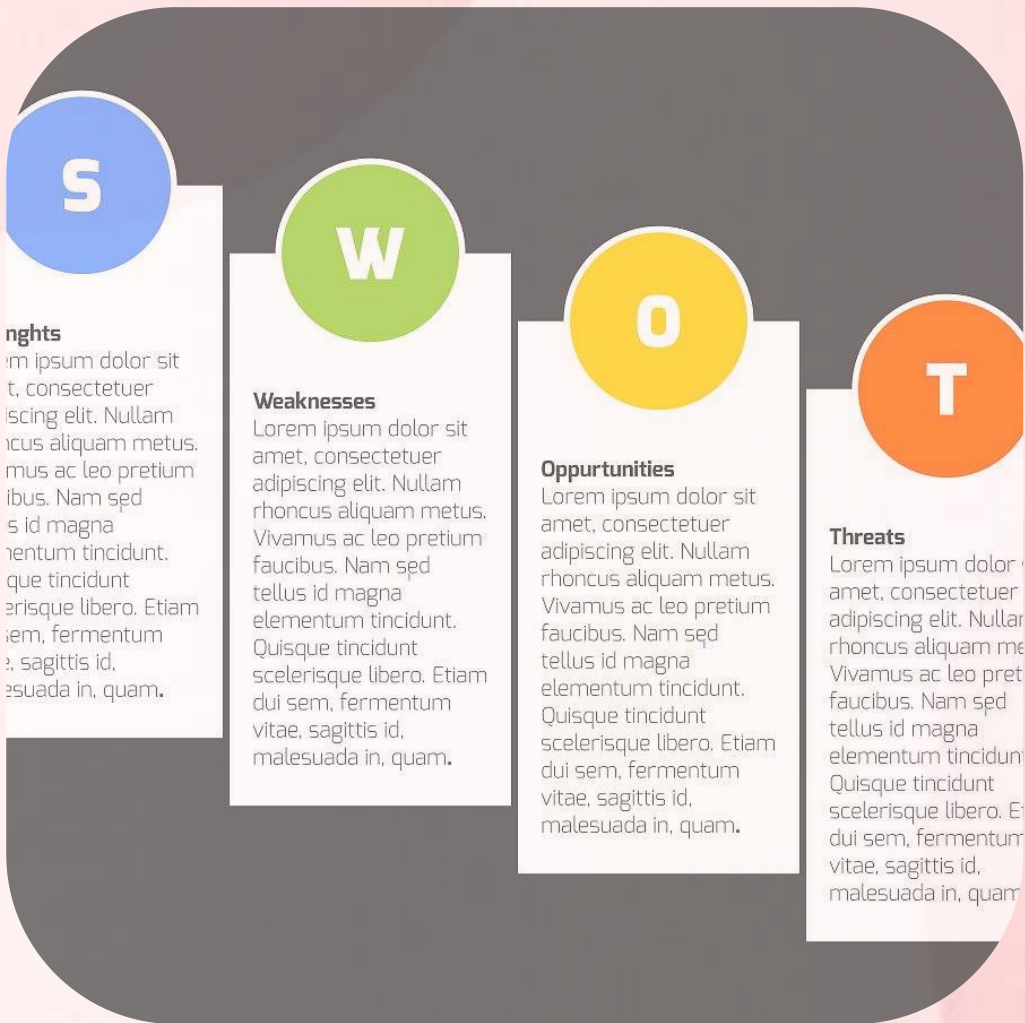 S
nghts
em ipsum dolor sit
t, consectetuer
iscing elit. Nullam
cus aliquam metus.
mus ac leo pretium
ibus. Nam sed
s id magna
entum tincidunt.
que tincidunt
erisque libero. Etiam
sem, fermentum
e, sagittis id,
esuada in, quam.
W
Weaknesses
Lorem ipsum dolor sit
amet, consectetuer
adipiscing elit. Nullam
rhoncus aliquam metus.
Vivamus ac leo pretium
faucibus. Nam sed
tellus id magna
elementum tincidunt.
Quisque tincidunt
scelerisque libero. Etiam
dui sem, fermentum
vitae, sagittis id,
malesuada in, quam.
O
Oppurtunities
Lorem ipsum dolor sit
amet, consectetuer
adipiscing elit. Nullam
rhoncus aliquam metus.
Vivamus ac leo pretium
faucibus. Nam sed
tellus id magna
elementum tincidunt.
Quisque tincidunt
scelerisque libero. Etiam
dui sem, fermentum
vitae, sagittis id,
malesuada in, quam.
T
Threats
Lorem ipsum dolor
amet, consectetuer
adipiscing elit. Nullar
rhoncus aliquam me
Vivamus ac leo pret
faucibus. Nam sed
tellus id magna
elementum tincidunt
Quisque tincidunt
scelerisque libero. Et
dui sem, fermentum
vitae, sagittis id,
malesuada in, quam